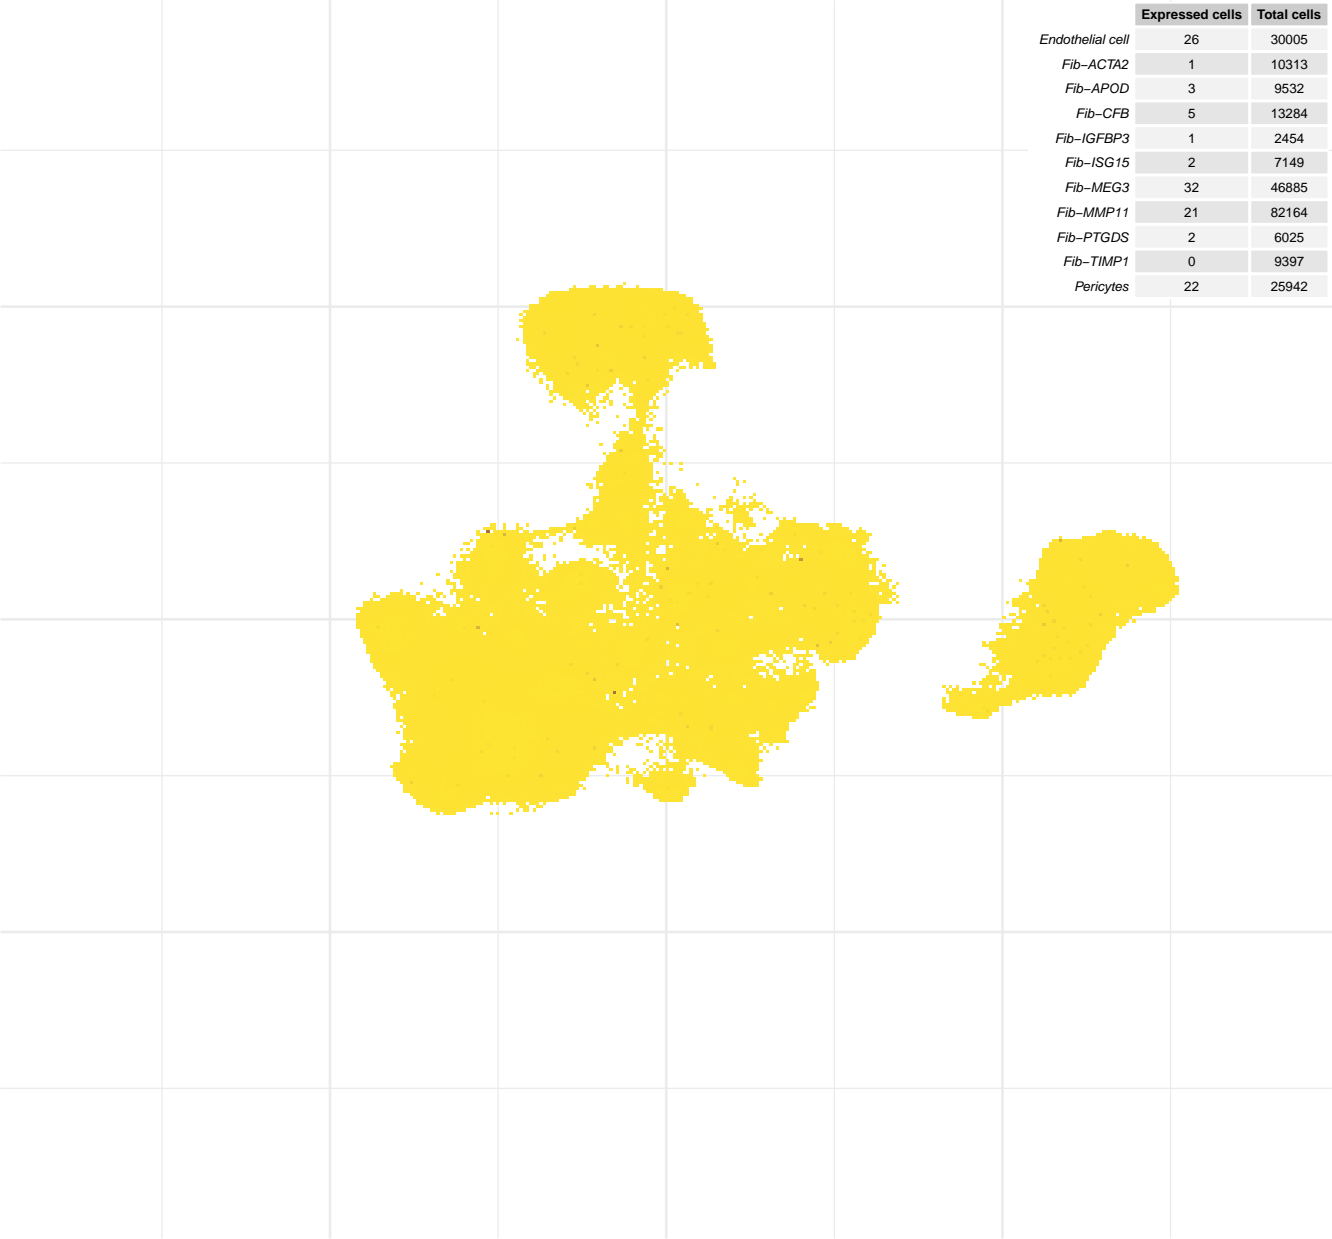 Expressed cells Total cells
Endothelial cell 26 30005
Fib−ACTA2 1 10313
Fib−APOD 3 9532
Fib−CFB 5 13284
Fib−IGFBP3 1 2454
Fib−ISG15 2 7149
Fib−MEG3 32 46885
Fib−MMP11 21 82164
Fib−PTGDS 2 6025
Fib−TIMP1 0 9397
Pericytes 22 25942